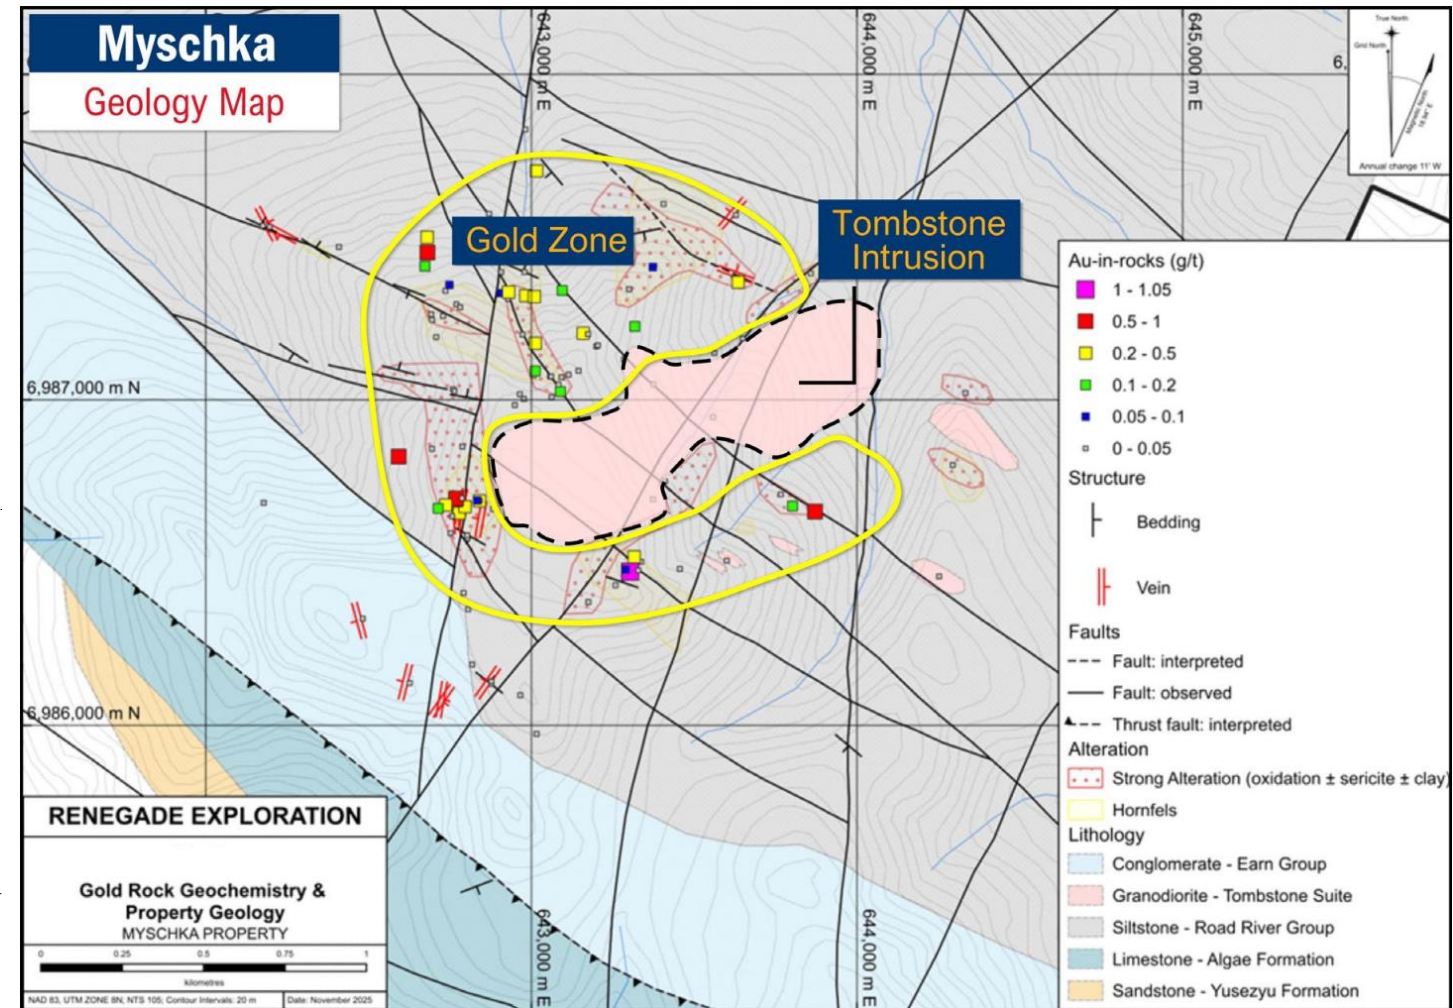 Myschka
Geology Map
643,000 m E
644,000 m E
645,000 m E
6,
True North
Grid North
Magnetic North
Annual change 11' W
Gold Zone
Tombstone
Intrusion
6,987,000 m N
6,986,000 m N
643,000 m E
644,000 m E
Au-in-rocks (g/t)
1 - 1.05
0.5 - 1
0.2 - 0.5
0.1 - 0.2
0.05 - 0.1
0 - 0.05
Structure
Bedding
Vein
Faults
Fault: interpreted
Fault: observed
Thrust fault: interpreted
Alteration
Strong Alteration (oxidation ± sericite ± clay)
Hornfels
Lithology
Conglomerate - Earn Group
Granodiorite - Tombstone Suite
Siltstone - Road River Group
Limestone - Algae Formation
Sandstone - Yusezyu Formation
RENEGADE EXPLORATION
Gold Rock Geochemistry &
Property Geology
MYSCHKA PROPERTY
0 0.25 0.5 0.75 1
kilometres
NAD 83, UTM ZONE 8N, NTS 105; Contour Intervals: 20 m
Date: November 2025